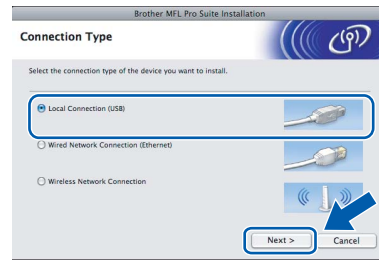 Brother MFL Pro Suite Installation
Connection Type
Select the connection type of the device you want to install.
Local Connection (USB)
Wired Network Connection (Ethernet)
Wireless Network Connection
Next > Cancel